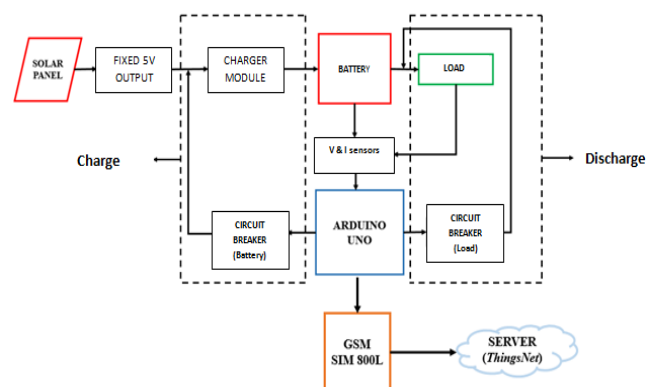 SOLAR
PANEL
FIXED 5V
OUTPUT
CHARGER
MODULE
BATTERY
LOAD
V & I sensors
Charge
Discharge
CIRCUIT
BREAKER
(Battery)
ARDUINO
UNO
CIRCUIT
BREAKER
(Load)
GSM
SIM 800L
SERVER
(ThingsNet)